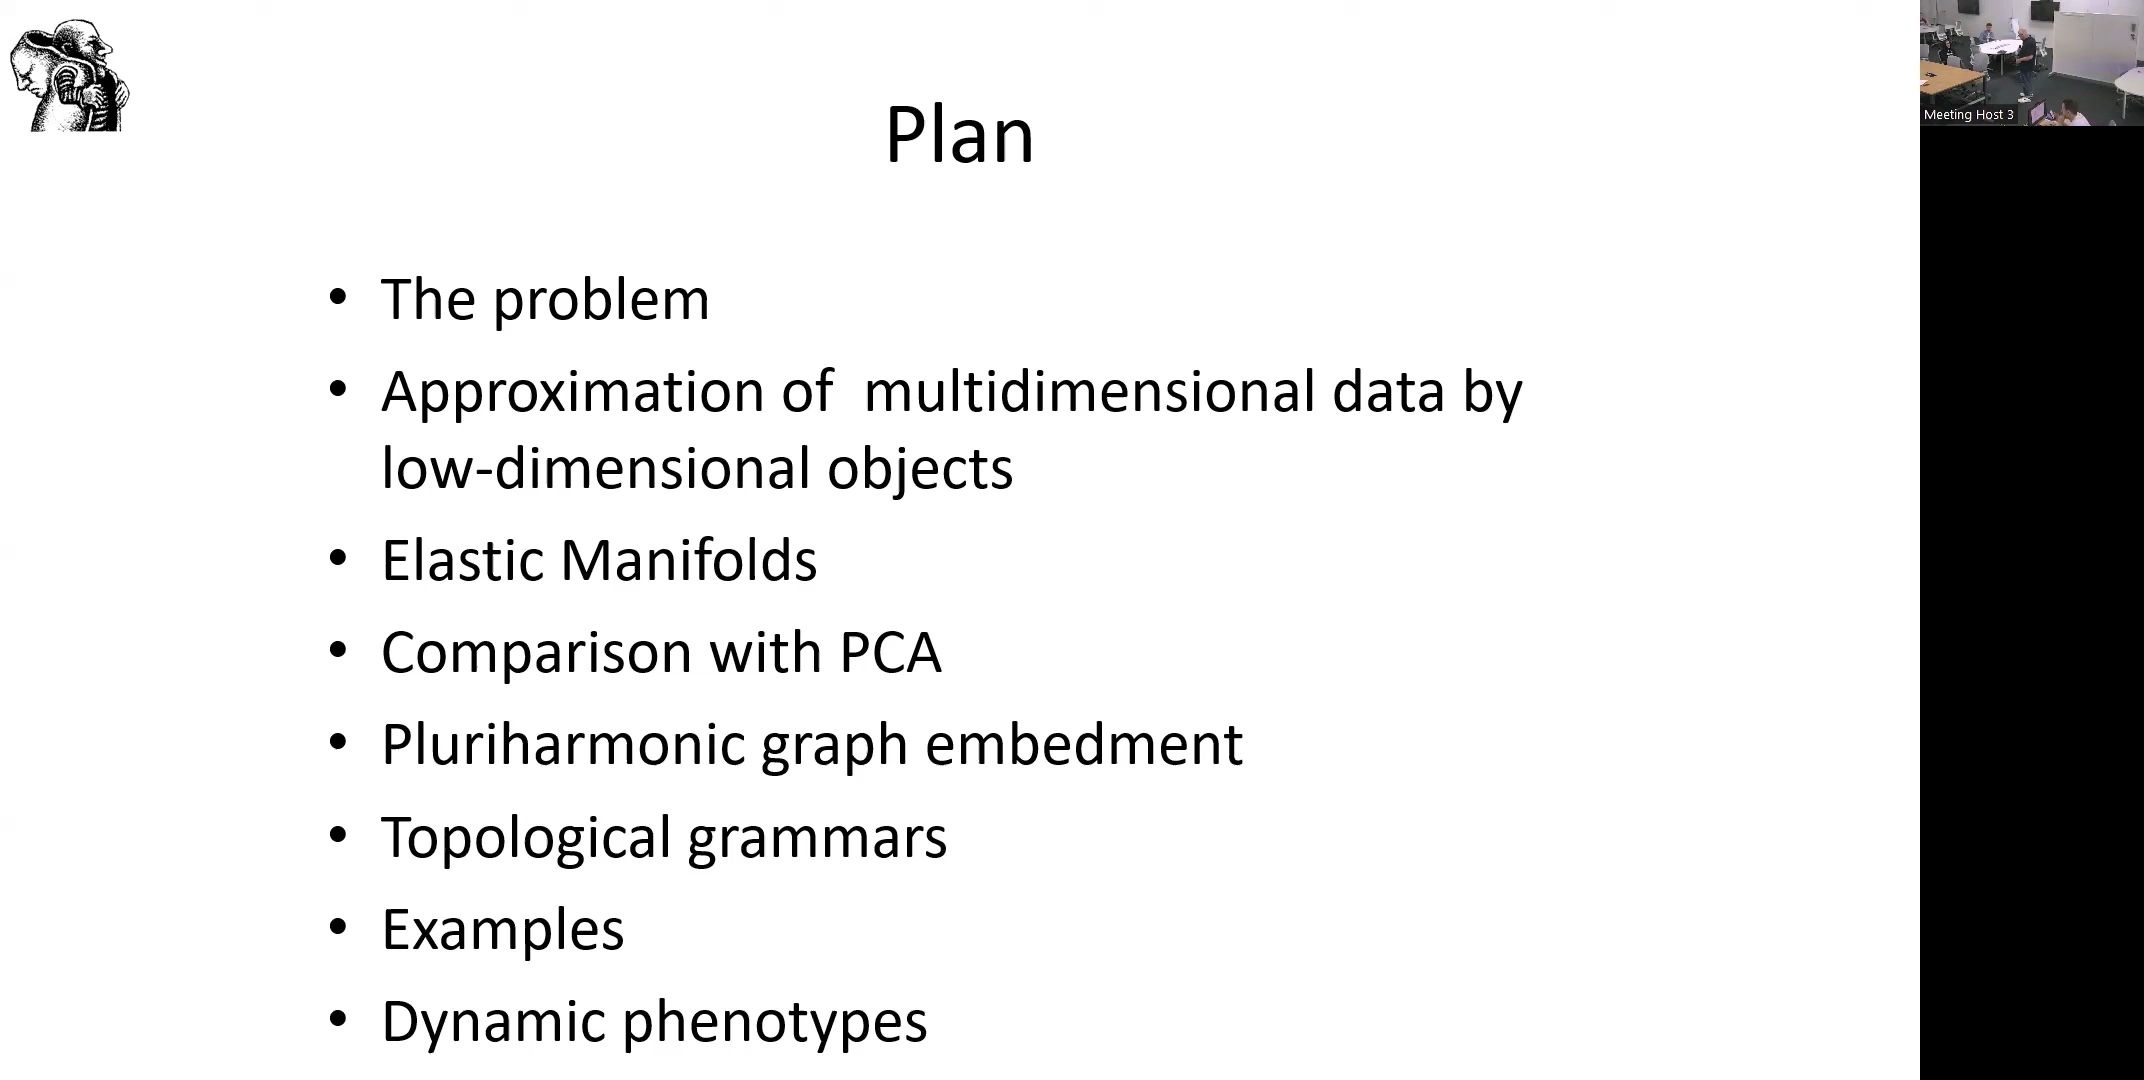 Plan
• The problem
• Approximation of  multidimensional data by
low-dimensional objects
• Elastic Manifolds
• Comparison with PCA
• Pluriharmonic graph embedment
• Topological grammars
• Examples
• Dynamic phenotypes
Meeting Host 3